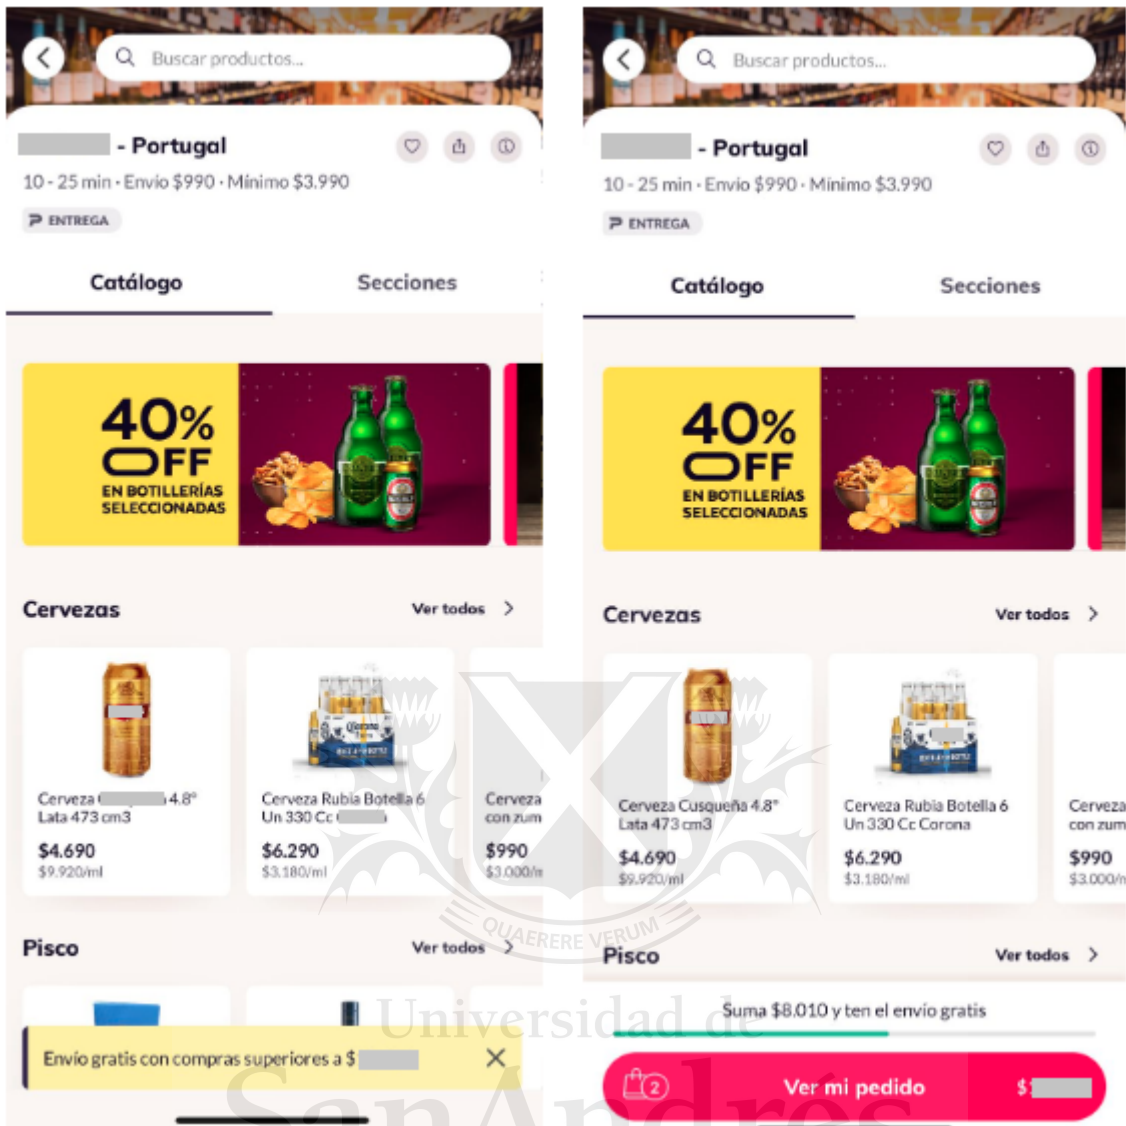 Buscar productos...
- Portugal
10 - 25 min · Envío $990 · Mínimo $3.990
ENTREGA
Catálogo
Secciones
40%
OFF
EN BOTILLERÍAS
SELECCIONADAS
Cervezas
Ver todos
Corona
Cerveza 4.8°
Lata 473 cm3
$4.690
$9.920/ml
Cerveza Rubia Botella 6
Un 330 Cc
$6.290
$3.180/ml
Cerveza
con zum
$990
$3.000/m
Pisco
Ver todos
Envío gratis con compras superiores a $
Buscar productos...
- Portugal
10 - 25 min · Envío $990 · Mínimo $3.990
ENTREGA
Catálogo
Secciones
40%
OFF
EN BOTILLERÍAS
SELECCIONADAS
Cervezas
Ver todos
Cerveza Cusqueña 4.8°
Lata 473 cm3
$4.690
$9.920/ml
Cerveza Rubia Botella 6
Un 330 Cc Corona
$6.290
$3.180/ml
Cerveza
con zum
$990
$3.000/m
Pisco
Ver todos
Suma $8.010 y ten el envío gratis
2
Ver mi pedido
$
QUAERERE VERUM
Universidad de
SanAndrés